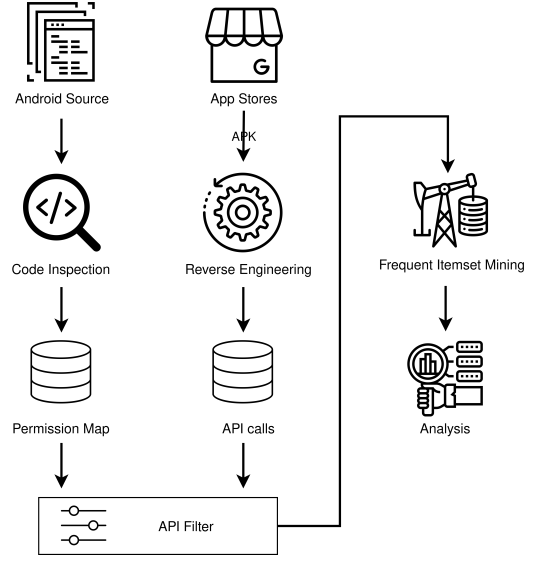 Android Source
App Stores
APK
Code Inspection
Reverse Engineering
Frequent Itemset Mining
Permission Map
API calls
Analysis
API Filter
G